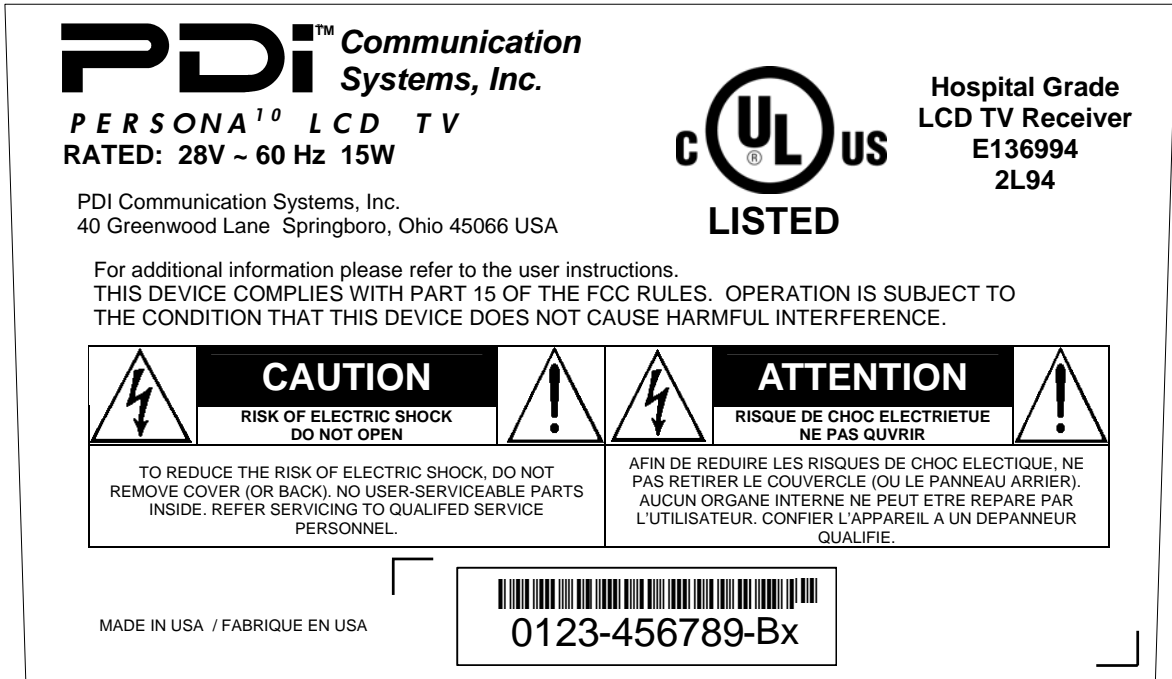 PDi™ Communication
Systems, Inc.
PERSONA¹⁰ LCD TV
RATED: 28V ~ 60 Hz 15W
PDI Communication Systems, Inc.
40 Greenwood Lane Springboro, Ohio 45066 USA
C UL® US
LISTED
Hospital Grade
LCD TV Receiver
E136994
2L94
For additional information please refer to the user instructions.
THIS DEVICE COMPLIES WITH PART 15 OF THE FCC RULES. OPERATION IS SUBJECT TO
THE CONDITION THAT THIS DEVICE DOES NOT CAUSE HARMFUL INTERFERENCE.
CAUTION
RISK OF ELECTRIC SHOCK
DO NOT OPEN
TO REDUCE THE RISK OF ELECTRIC SHOCK, DO NOT
REMOVE COVER (OR BACK). NO USER-SERVICEABLE PARTS
INSIDE. REFER SERVICING TO QUALIFED SERVICE
PERSONNEL.
ATTENTION
RISQUE DE CHOC ELECTRIETUE
NE PAS QUVRIR
AFIN DE REDUIRE LES RISQUES DE CHOC ELECTIQUE, NE
PAS RETIRER LE COUVERCLE (OU LE PANNEAU ARRIER).
AUCUN ORGANE INTERNE NE PEUT ETRE REPARE PAR
L'UTILISATEUR. CONFIER L'APPAREIL A UN DEPANNEUR
QUALIFIE.
MADE IN USA / FABRIQUE EN USA
0123-456789-Bx